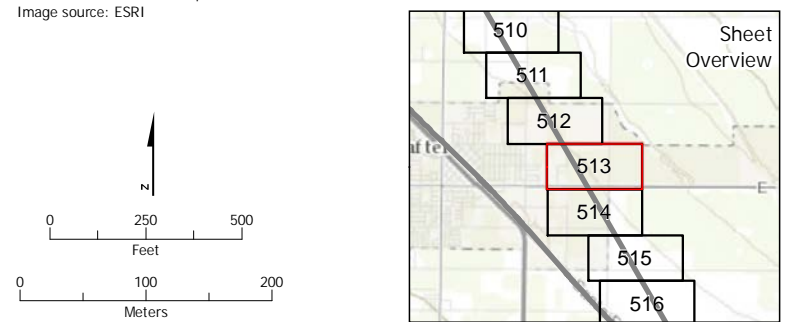 Image source: ESRI
N
0 250 500
Feet
0 100 200
Meters
Sheet
Overview
510
511
512
513
514
515
516
after
E